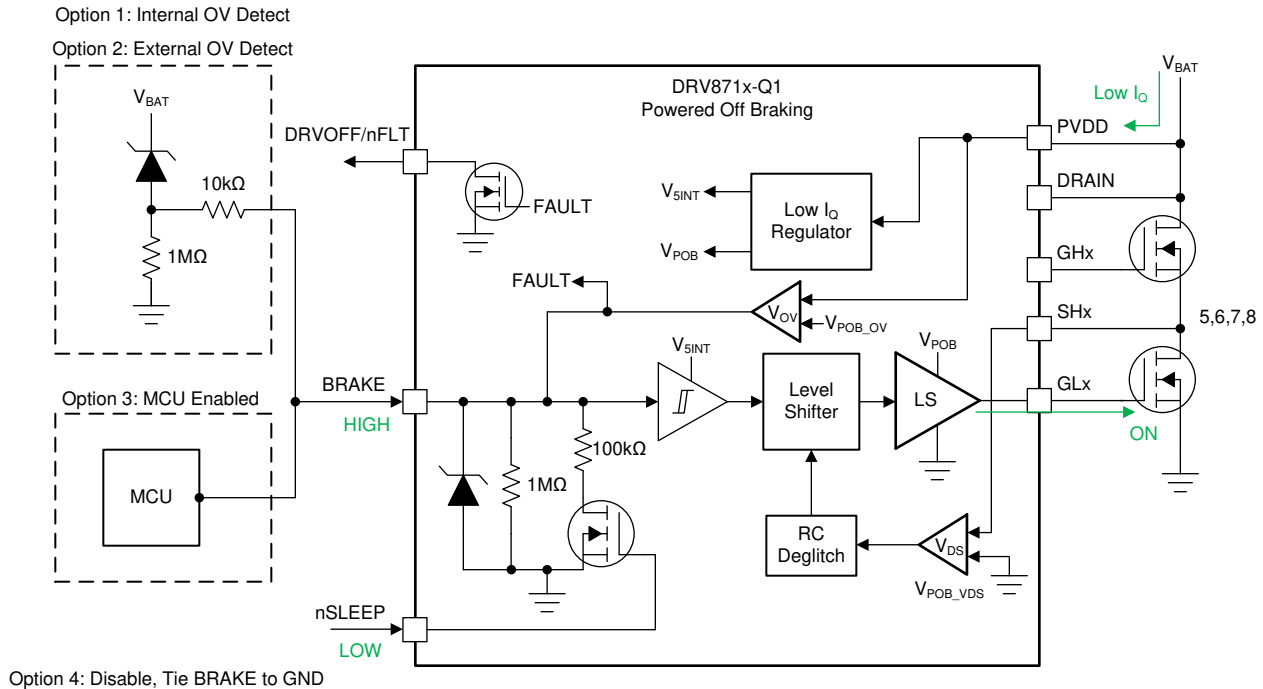 Option 1: Internal OV Detect
Option 2: External OV Detect
VBAT
10kΩ
1MΩ
Option 3: MCU Enabled
MCU
Option 4: Disable, Tie BRAKE to GND
DRV871x-Q1
Powered Off Braking
DRVOFF/nFLT
FAULT
V5INT
VPOB
Low IQ
Regulator
FAULT
VOV
VPOB_OV
BRAKE
HIGH
V5INT
Level
Shifter
VPOB
LS
100kΩ
1MΩ
RC
Deglitch
VDS
VPOB_VDS
nSLEEP
LOW
VBAT
Low IQ
PVDD
DRAIN
GHx
SHx
5,6,7,8
GLx
ON